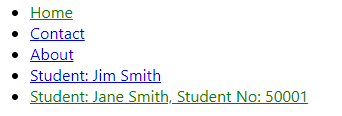 Home
Contact
About
Student: Jim Smith
Student: Jane Smith, Student No: 50001